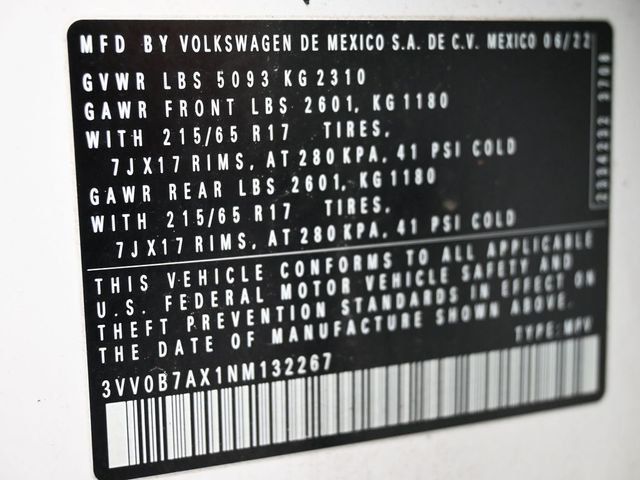 MFD BY VOLKSWAGEN DE MEXICO S.A. DE C.V. MEXICO 06/22
GVWR LBS 5093 KG 2310
GAWR FRONT LBS 2601, KG 1180
WITH 215/65 R17 TIRES,
7JX17 RIMS, AT 280 KPA, 41 PSI COLD
GAWR REAR LBS 2601, KG 1180
WITH 215/65 R17 TIRES,
7JX17 RIMS, AT 280 KPA, 41 PSI COLD
THIS VEHICLE CONFORMS TO ALL APPLICABLE
U.S. FEDERAL MOTOR VEHICLE SAFETY AND
THEFT PREVENTION STANDARDS IN EFFECT ON
THE DATE OF MANUFACTURE SHOWN ABOVE.
TYPE: MPV
3VV0B7AX1NM132267